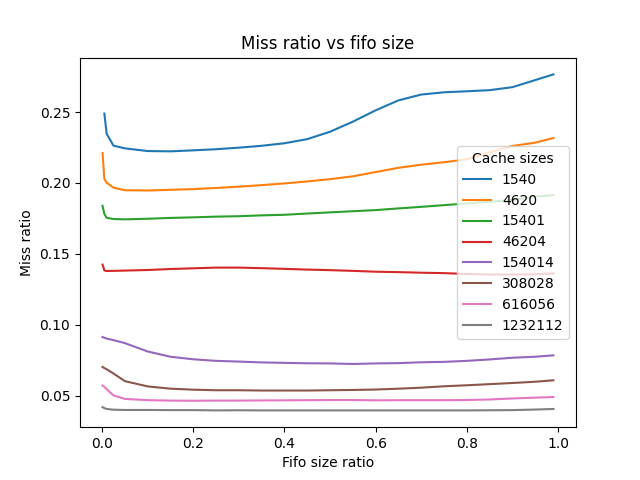 Miss ratio vs fifo size
Miss ratio
0.25
0.20
0.15
0.10
0.05
Cache sizes
1540
4620
15401
46204
154014
308028
616056
1232112
0.0 0.2 0.4 0.6 0.8 1.0
Fifo size ratio